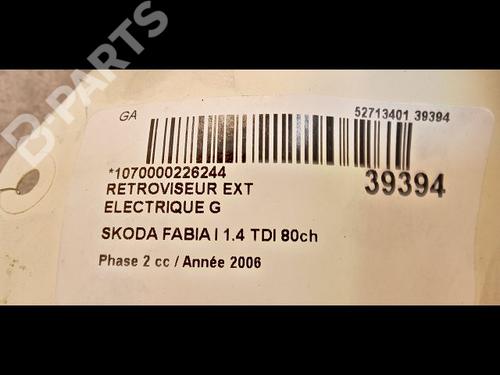 B-PARTS
GA
52713401 39394
*1070000226244
39394
RETROVISEUR EXT
ELECTRIQUE G
SKODA FABIA I 1.4 TDI 80ch
Phase 2 cc / Année 2006